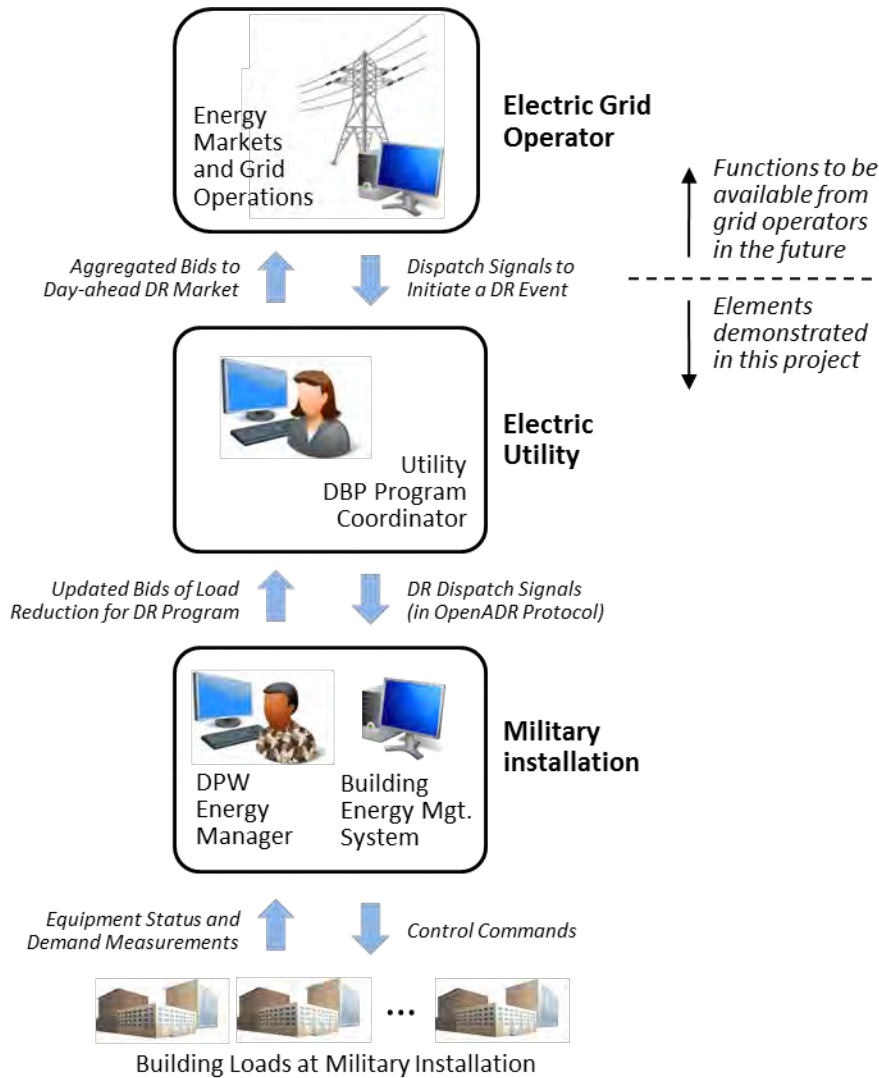 Energy
Markets
and Grid
Operations
Electric Grid
Operator
Functions to be
available from
grid operators
in the future
Aggregated Bids to
Day-ahead DR Market
Dispatch Signals to
Initiate a DR Event
Elements
demonstrated
in this project
Utility
DBP Program
Coordinator
Electric
Utility
Updated Bids of Load
Reduction for DR Program
DR Dispatch Signals
(in OpenADR Protocol)
DPW
Energy
Manager
Building
Energy Mgt.
System
Military
installation
Equipment Status and
Demand Measurements
Control Commands
...
Building Loads at Military Installation